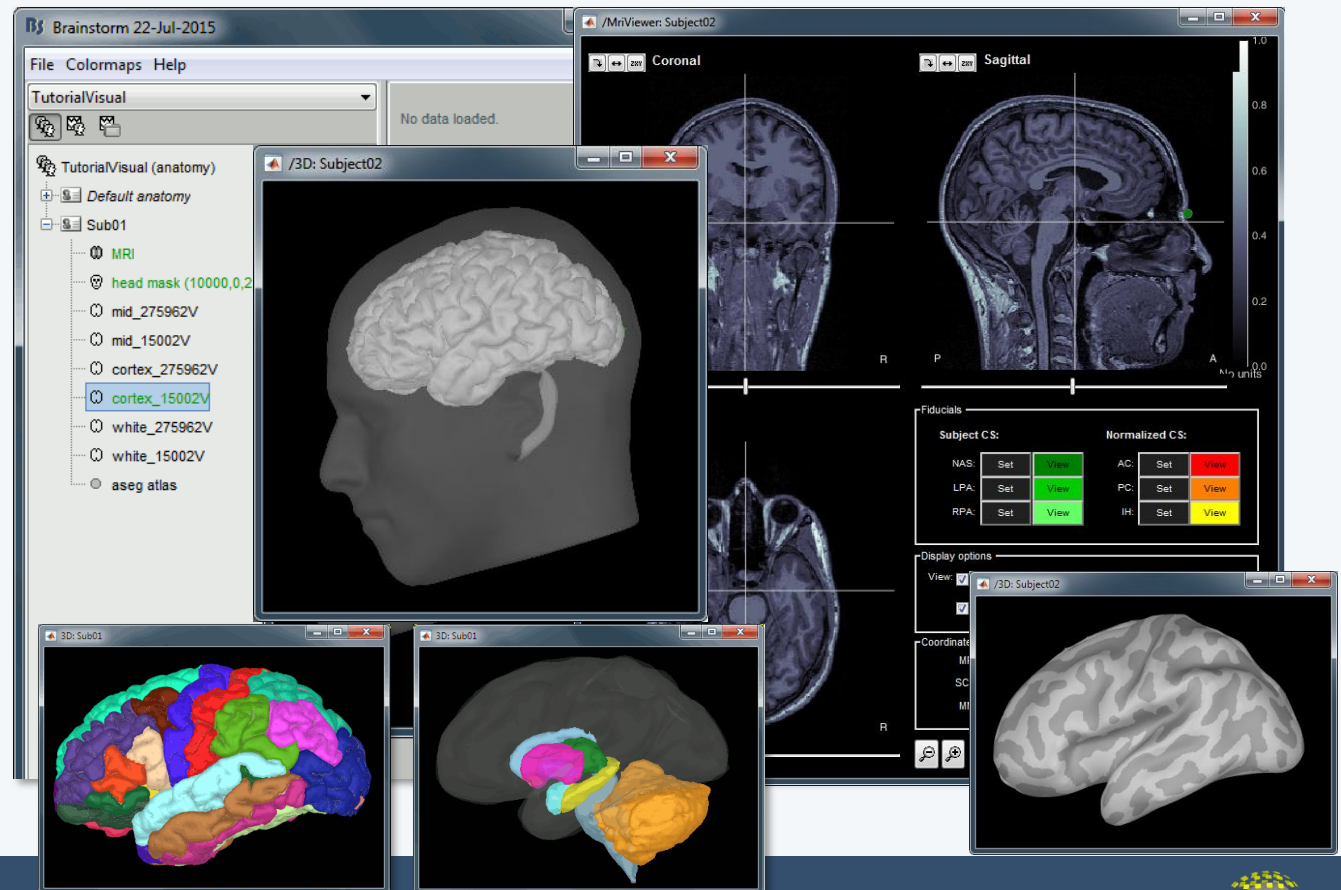 Brainstorm 22-Jul-2015
File Colormaps Help
TutorialVisual
No data loaded.
TutorialVisual (anatomy)
Default anatomy
Sub01
MRI
head mask (10000,0,2
mid_275962V
mid_15002V
cortex_275962V
cortex_15002V
white_275962V
white_15002V
aseg atlas
/MriViewer: Subject02
ZXY Coronal
ZXY Sagittal
1.0
0.8
0.6
0.4
0.2
0.0
No units
R
P
A
/3D: Subject02
R
Fiducials
Subject CS:
Normalized CS:
NAS: Set View
AC: Set View
LPA: Set View
PC: Set View
RPA: Set View
IH: Set View
Display options
View:
Coordinate
SC
3D: Sub01
3D: Sub01
/3D: Subject02